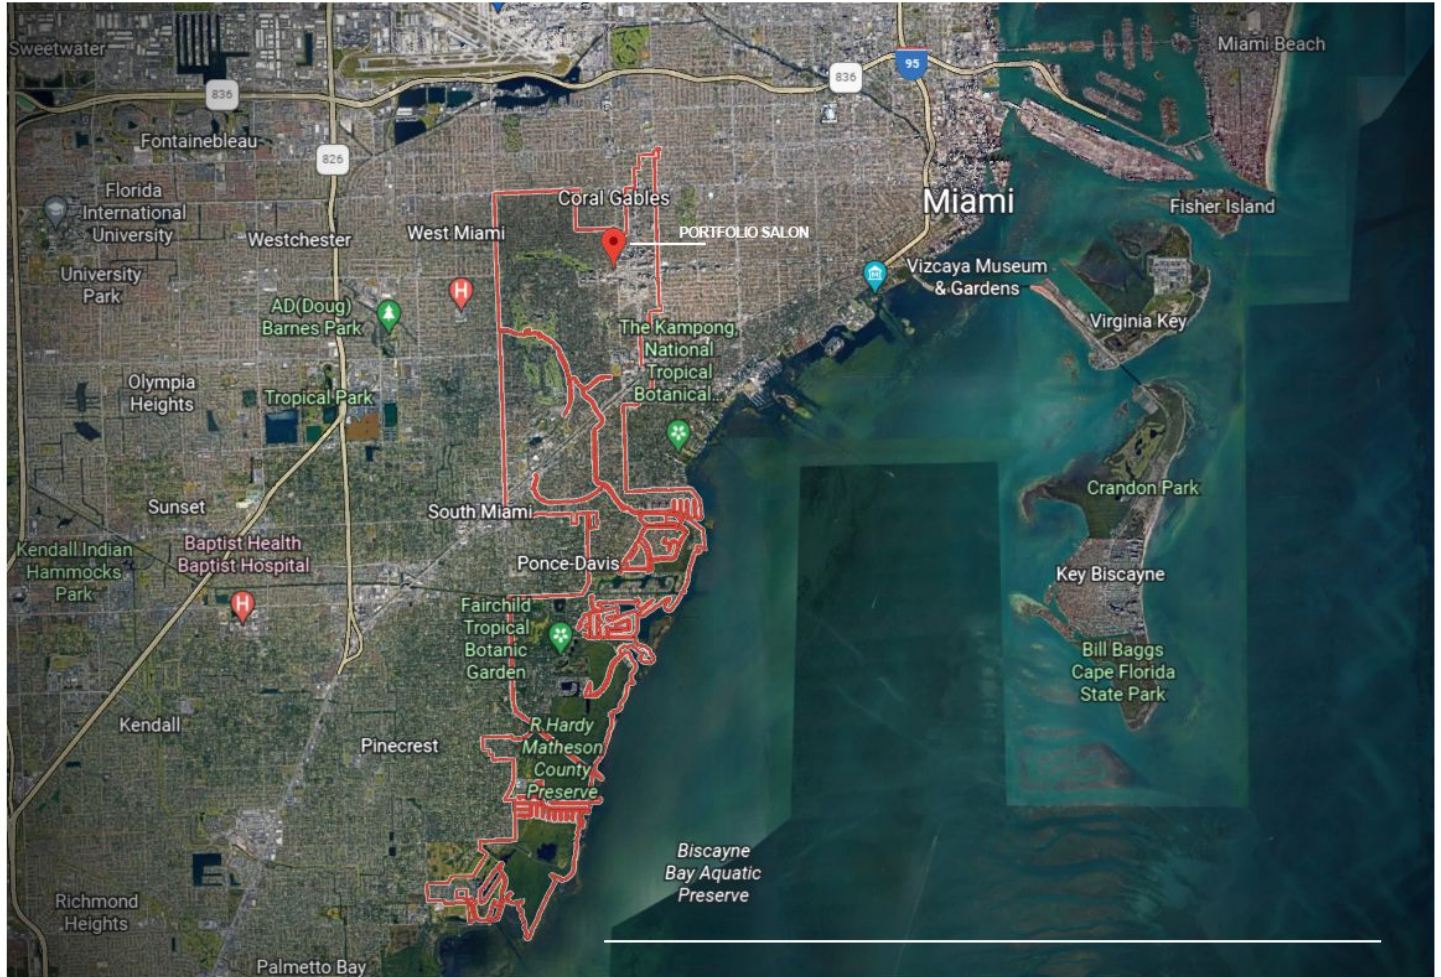 Sweetwater
Miami Beach
95
836
836
Fontainebleau
826
Florida
International
University
Coral Gables
Miami
Fisher Island
Westchester
West Miami
PORTFOLIO SALON
University
Park
Vizcaya Museum
& Gardens
H
M
AD(Doug)
Barnes Park
Virginia Key
The Kampong,
National
Tropical
Botanical...
Olympia
Heights
Tropical Park
Crandon Park
Sunset
South Miami
Kendall Indian
Hammocks
Park
Baptist Health
Baptist Hospital
H
Ponce-Davis
Key Biscayne
Fairchild
Tropical
Botanic
Garden
Bill Baggs
Cape Florida
State Park
Kendall
Pinecrest
R.Hardy
Matheson
County
Preserve
Biscayne
Bay Aquatic
Preserve
Richmond
Heights
Palmetto Bay